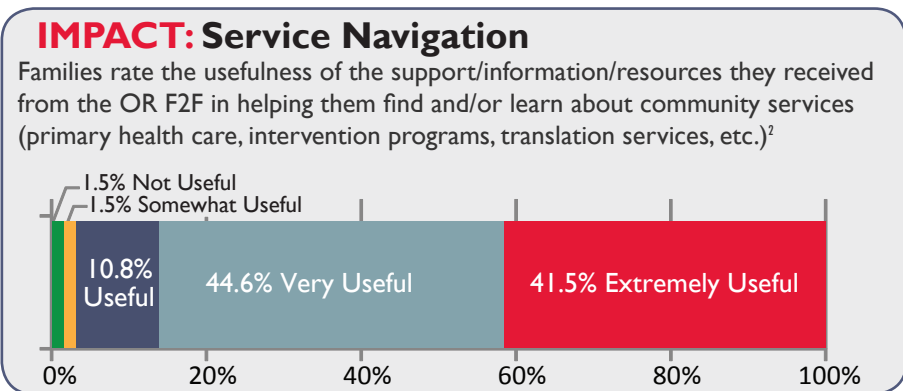 IMPACT: Service Navigation
Families rate the usefulness of the support/information/resources they received
from the OR F2F in helping them find and/or learn about community services
(primary health care, intervention programs, translation services, etc.)²
1.5% Not Useful
1.5% Somewhat Useful
10.8%
Useful
44.6% Very Useful
41.5% Extremely Useful
0% 20% 40% 60% 80% 100%